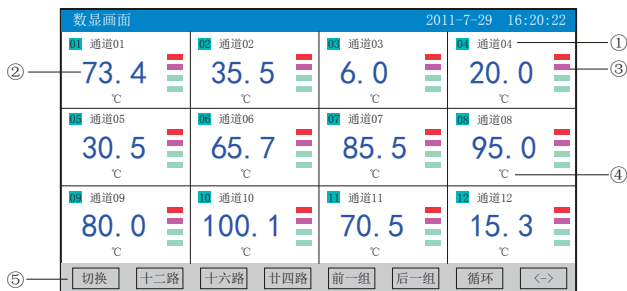 数显画面 2011-7-29 16:20:22
01 通道01 02 通道02 03 通道03 04 通道04 ①
② 73.4 35.5 6.0 20.0 ③
℃ ℃ ℃ ℃
05 通道05 06 通道06 07 通道07 08 通道08
30.5 65.7 85.5 95.0
℃ ℃ ℃ ℃ ④
09 通道09 10 通道10 11 通道11 12 通道12
80.0 100.1 70.5 15.3
℃ ℃ ℃ ℃
⑤ 切换 十二路 十六路 廿四路 前一组 后一组 循环 <->